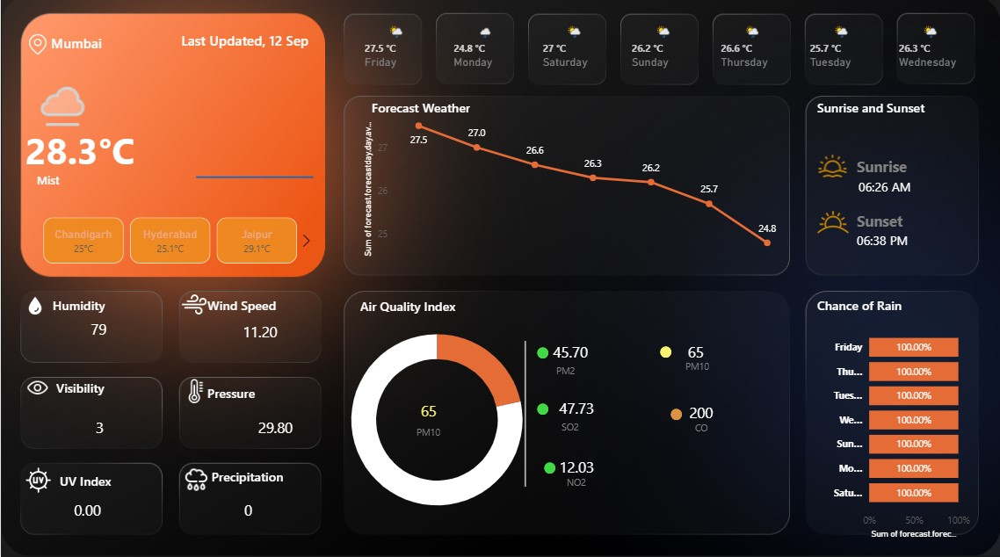 Mumbai
Last Updated, 12 Sep
28.3°C
Mist
Chandigarh
25°C
Hyderabad
25.1°C
Jaipur
29.1°C
27.5 °C
Friday
24.8 °C
Monday
27 °C
Saturday
26.2 °C
Sunday
26.6 °C
Thursday
25.7 °C
Tuesday
26.3 °C
Wednesday
Forecast Weather
Sum of forecast.forecastday.day.av...
27
26
25
27.5
27.0
26.6
26.3
26.2
25.7
24.8
Sunrise and Sunset
Sunrise
06:26 AM
Sunset
06:38 PM
Humidity
79
Wind Speed
11.20
Visibility
3
Pressure
29.80
UV
UV Index
0.00
Precipitation
0
Air Quality Index
65
PM10
45.70
PM2
65
PM10
47.73
SO2
200
CO
12.03
NO2
Chance of Rain
Friday 100.00%
Thu... 100.00%
Tues... 100.00%
We... 100.00%
Sun... 100.00%
Mo... 100.00%
Satu... 100.00%
0% 50% 100%
Sum of forecast.forec...